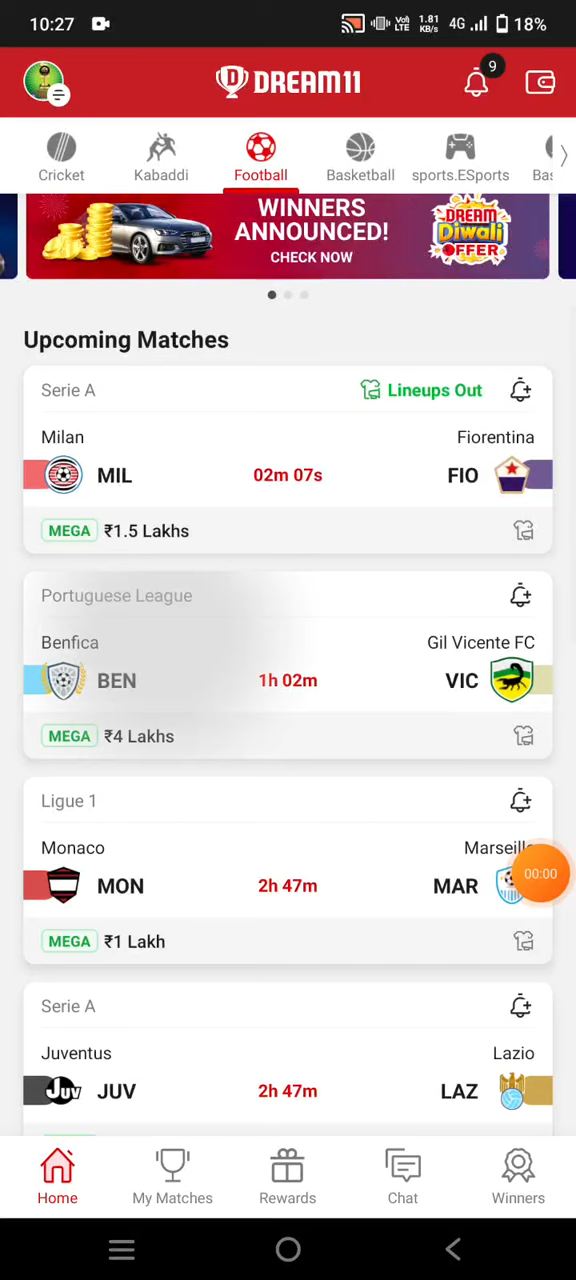 10:27
Vo) LTE 1.81 KB/s 4G 18%
DREAM11
9
Cricket Kabaddi Football Basketball sports.ESports Bas
WINNERS
ANNOUNCED!
CHECK NOW
DREAM
Diwali
OFFER
Upcoming Matches
Serie A Lineups Out
Milan Fiorentina
MIL 02m 07s FIO
MEGA ₹1.5 Lakhs
Portuguese League
Benfica Gil Vicente FC
BEN 1h 02m VIC
MEGA ₹4 Lakhs
Ligue 1
Monaco Marseille
MON 2h 47m MAR
00:00
MEGA ₹1 Lakh
Serie A
Juventus Lazio
JUV JUV 2h 47m LAZ
Home My Matches Rewards Chat Winners